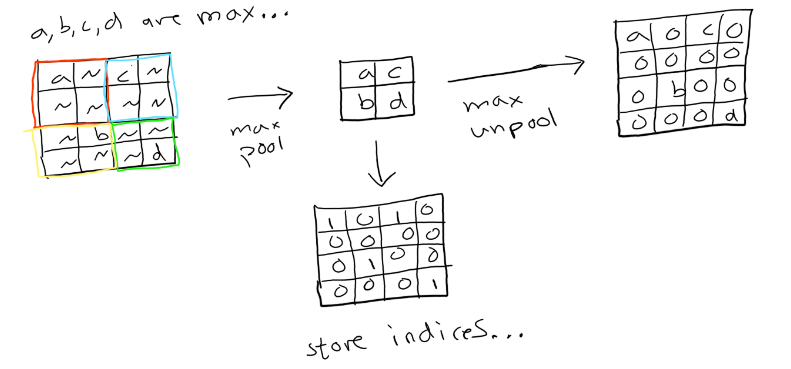 a,b,c,d are max...
a ~ c ~
~ ~ ~ ~
~ b ~ ~
~ ~ ~ d
max
pool
a c
b d
max
unpool
a 0 c 0
0 0 0 0
0 b 0 0
0 0 0 d
1 0 1 0
0 0 0 0
0 1 0 0
0 0 0 1
store indices...